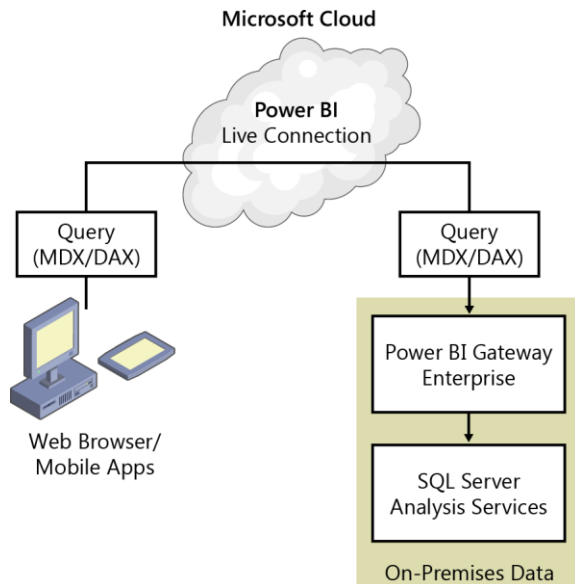 Microsoft Cloud
Power BI
Live Connection
Query
(MDX/DAX)
Query
(MDX/DAX)
Web Browser/
Mobile Apps
Power BI Gateway
Enterprise
SQL Server
Analysis Services
On-Premises Data